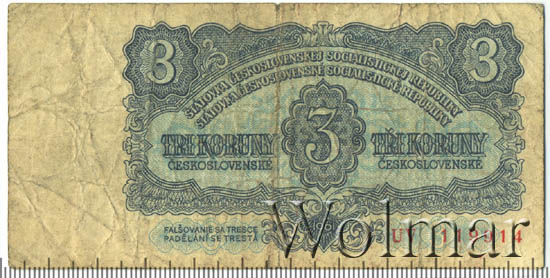 3
3
STÁTOVKA ČESKOSLOVENSKEJ SOCIALISTICKEJ REPUBLIKY
STÁTOVKA ČESKOSLOVENSKÉ SOCIALISTICKÉ REPUBLIKY
TRI KORUNY
ČESKOSLOVENSKÉ
3
TŘI KORUNY
ČESKOSLOVENSKÉ
FALŠOVANIE SA TRESCE
PADĚLÁNÍ SE TRESTÁ
Wolmar